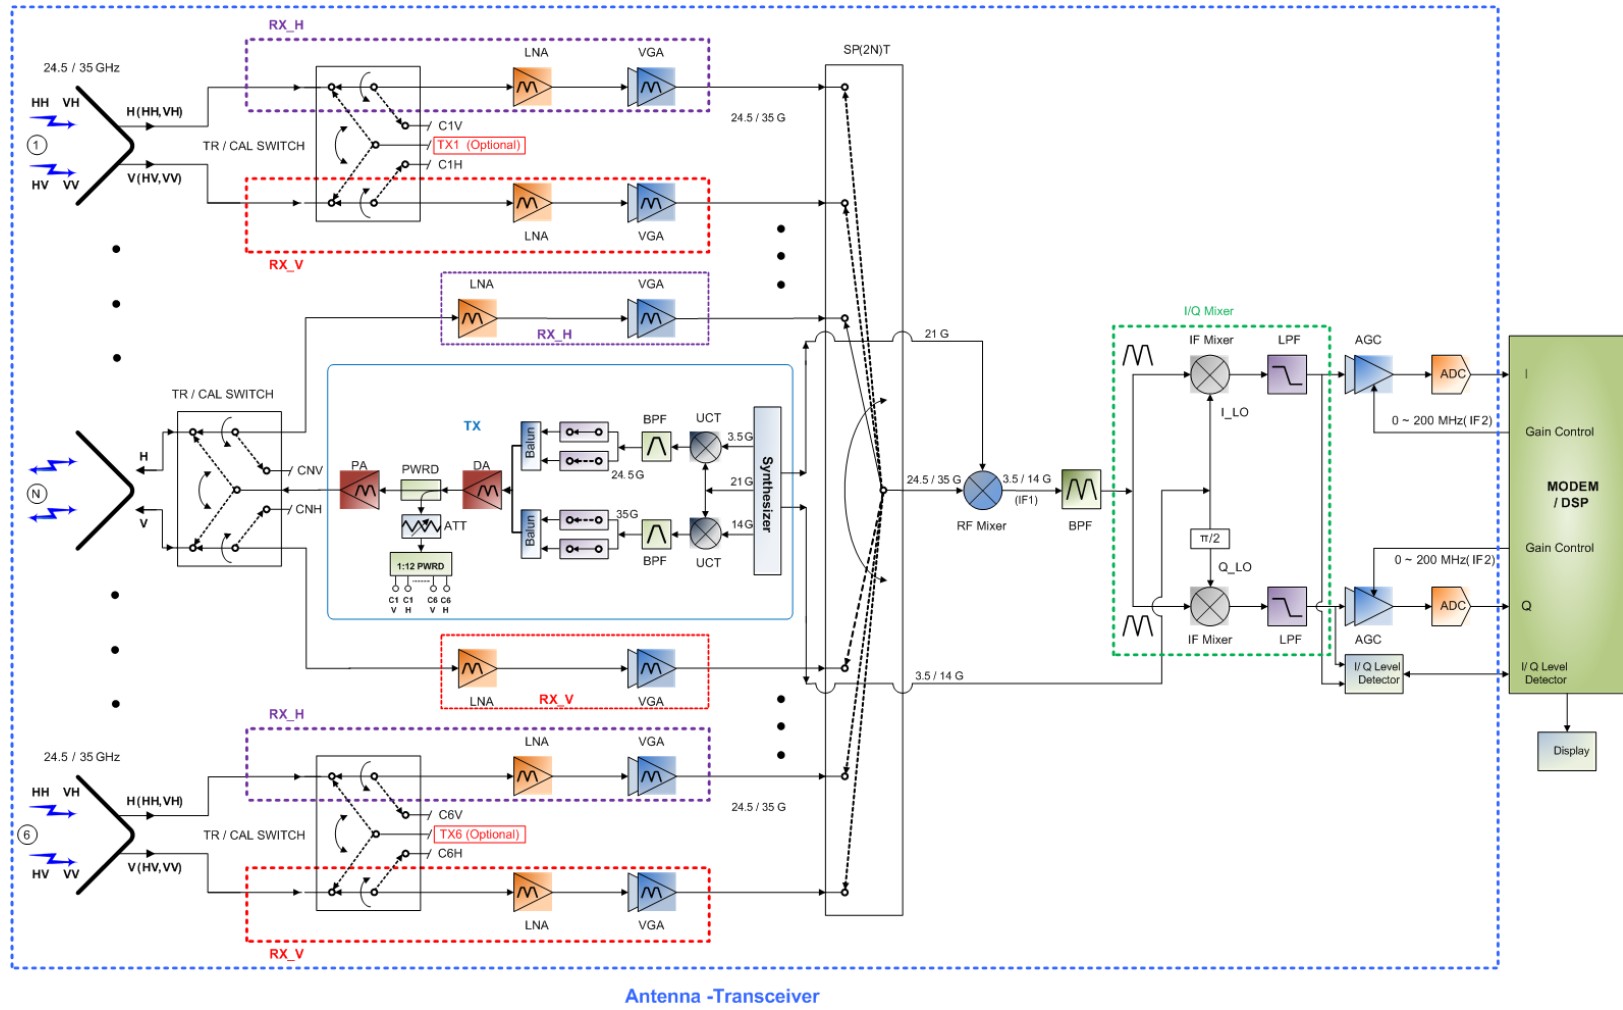 RX_H
24.5 / 35 GHz
HH VH
1
HV VV
H (HH, VH)
V (HV, VV)
TR / CAL SWITCH
C1V
TX1 (Optional)
C1H
LNA
VGA
LNA
VGA
RX_V
24.5 / 35 G
SP(2N)T
LNA
VGA
RX_H
TR / CAL SWITCH
N
H
V
CNV
CNH
TX
PA
PWRD
DA
ATT
1:12 PWRD
C1
V
C1
H
C6
V
C6
H
Balun
Balun
24.5G
35G
BPF
BPF
UCT
UCT
3.5G
21G
14G
Synthesizer
LNA
RX_V
VGA
21 G
24.5 / 35 G
RF Mixer
3.5 / 14 G
(IF1)
BPF
3.5 / 14 G
I/Q Mixer
IF Mixer
LPF
I_LO
π/2
Q_LO
IF Mixer
LPF
AGC
ADC
0 ~ 200 MHz( IF2)
0 ~ 200 MHz( IF2)
AGC
ADC
I/ Q Level
Detector
I
Gain Control
MODEM
/ DSP
Gain Control
Q
I/ Q Level
Detector
Display
RX_H
24.5 / 35 GHz
HH VH
6
HV VV
H (HH, VH)
V (HV, VV)
TR / CAL SWITCH
C6V
TX6 (Optional)
C6H
LNA
VGA
LNA
VGA
24.5 / 35 G
RX_V
Antenna -Transceiver